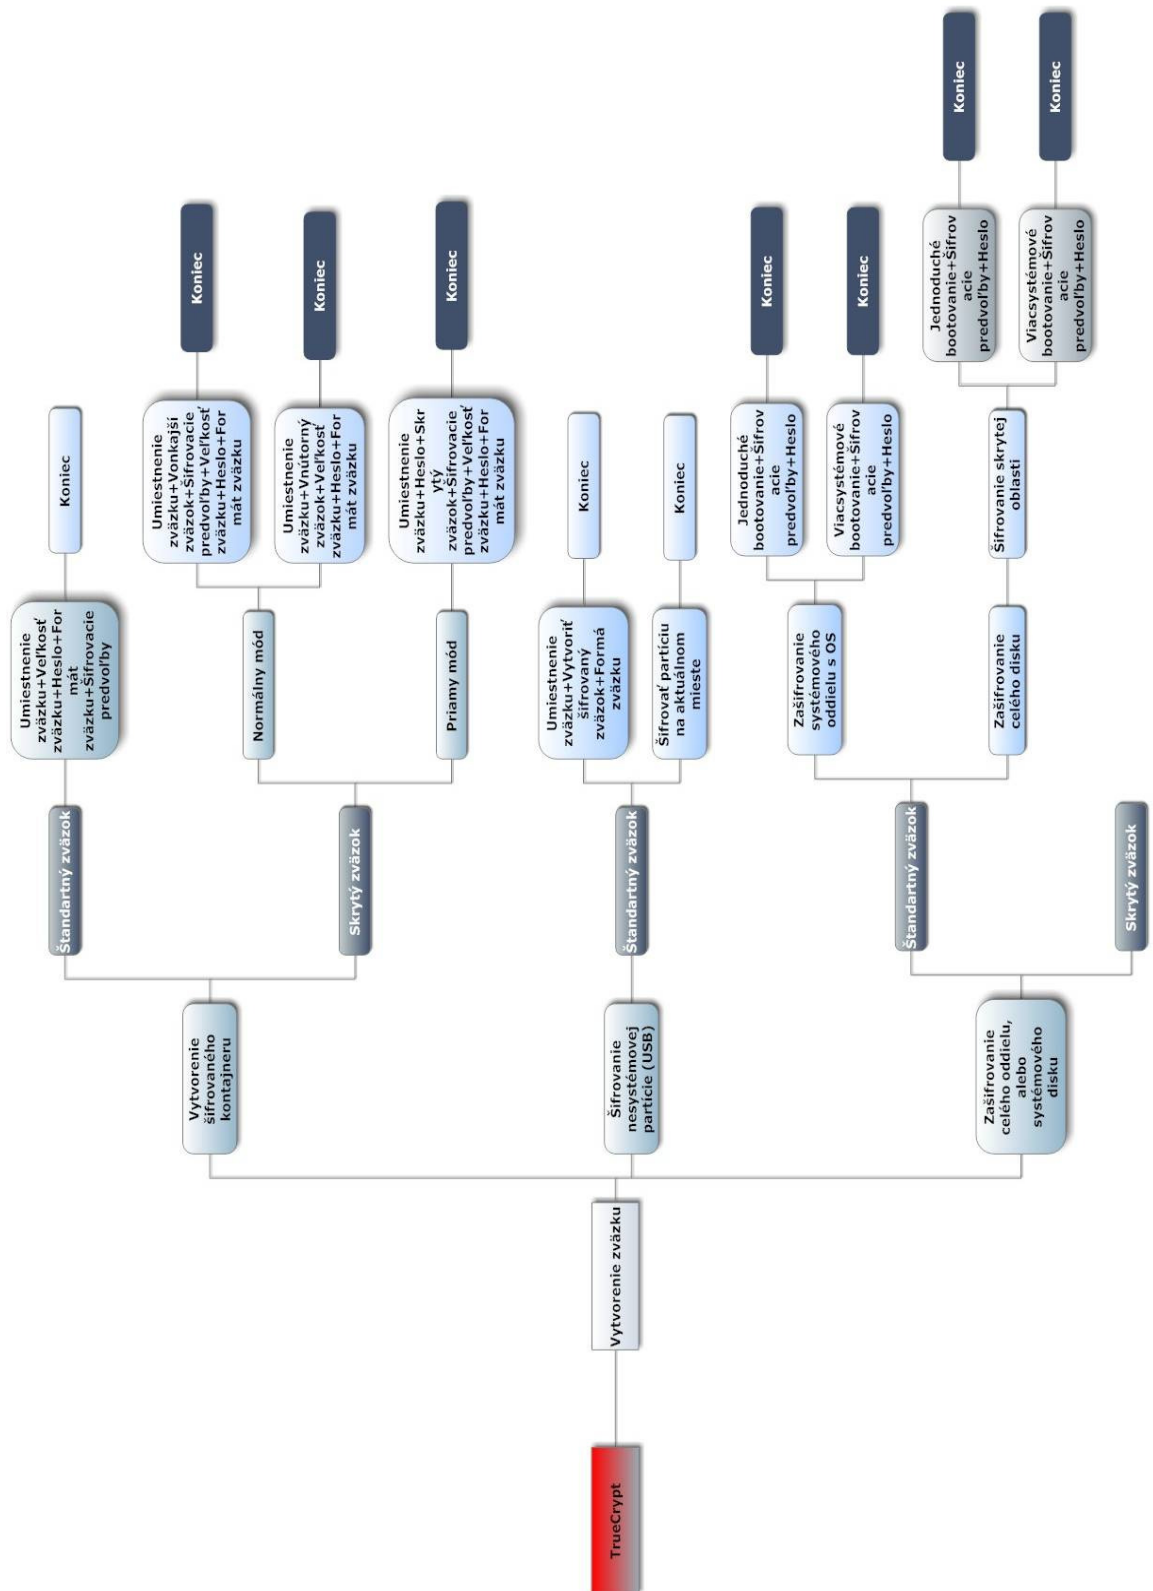 TrueCrypt
Vytvorenie zväzku
Vytvorenie
šifrovaného
kontajneru
Štandartný zväzok
Umiestnenie
zväzku+Veľkosť
zväzku+Heslo+For
mát
zväzku+Šifrovacie
predvoľby
Koniec
Skrytý zväzok
Normálny mód
Umiestnenie
zväzku+Vonkajší
zväzok+Šifrovacie
predvoľby+Veľkosť
zväzku+Heslo+For
mát zväzku
Koniec
Umiestnenie
zväzku+Vnútorný
zväzok+Veľkosť
zväzku+Heslo+For
mát zväzku
Koniec
Priamy mód
Umiestnenie
zväzku+Heslo+Skr
ytý
zväzok+Šifrovacie
predvoľby+Veľkosť
zväzku+Heslo+For
mát zväzku
Koniec
Šifrovanie
nesystémovej
partície (USB)
Štandartný zväzok
Umiestnenie
zväzku+Vytvoriť
šifrovaný
zväzok+Formá
zväzku
Koniec
Šifrovať partíciu
na aktuálnom
mieste
Koniec
Zašifrovanie
celého oddielu,
alebo
systémového
disku
Štandartný zväzok
Zašifrovanie
systémového
oddielu s OS
Jednoduché
bootovanie+Šifrov
acie
predvoľby+Heslo
Koniec
Viacsystémové
bootovanie+Šifrov
acie
predvoľby+Heslo
Koniec
Zašifrovanie
celého disku
Šifrovanie skrytej
oblasti
Jednoduché
bootovanie+Šifrov
acie
predvoľby+Heslo
Koniec
Viacsystémové
bootovanie+Šifrov
acie
predvoľby+Heslo
Koniec
Skrytý zväzok